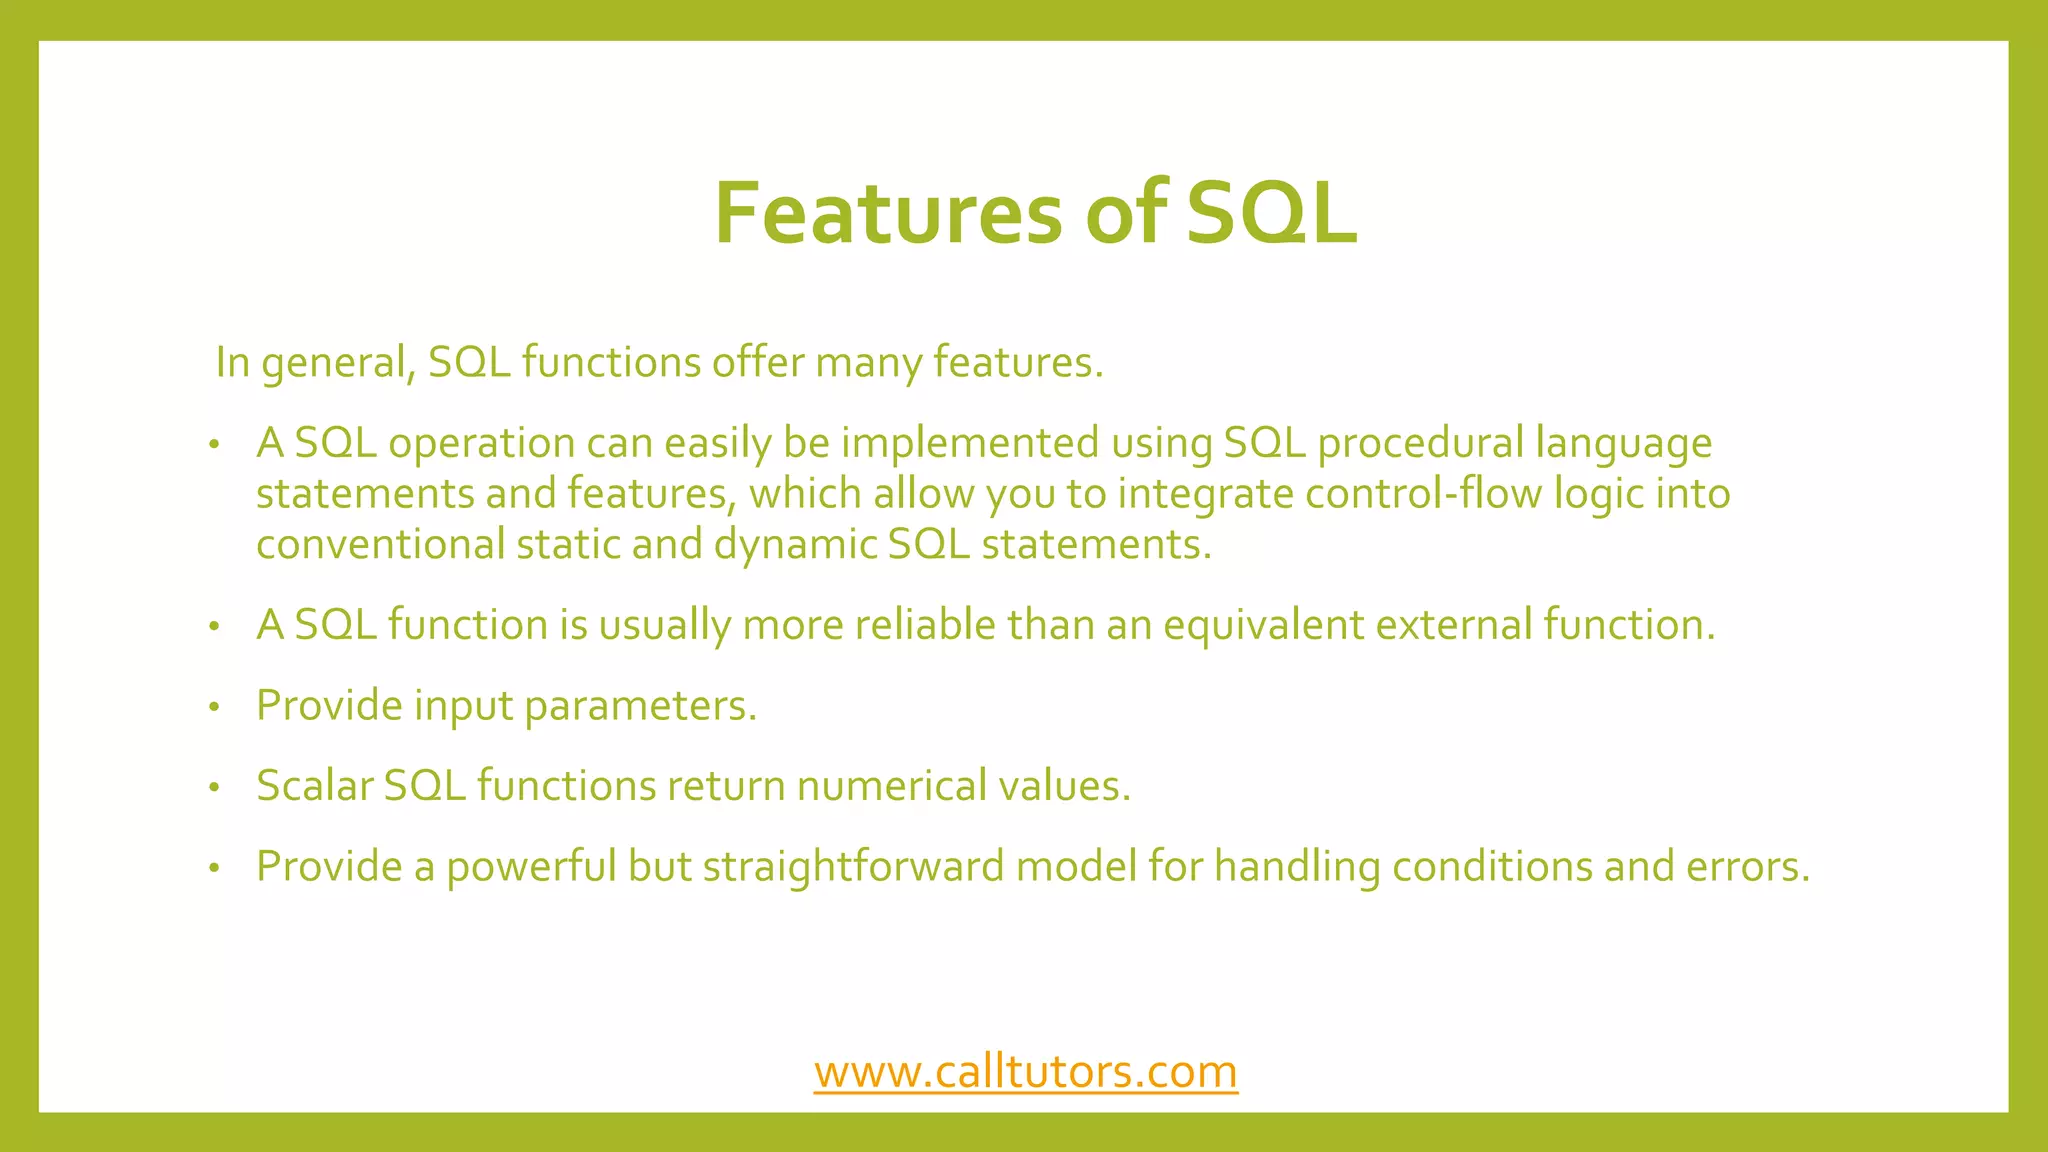 Features of SQL
In general, SQL functions offer many features.
• A SQL operation can easily be implemented using SQL procedural language
statements and features, which allow you to integrate control-flow logic into
conventional static and dynamic SQL statements.
• A SQL function is usually more reliable than an equivalent external function.
• Provide input parameters.
• Scalar SQL functions return numerical values.
• Provide a powerful but straightforward model for handling conditions and errors.
www.calltutors.com